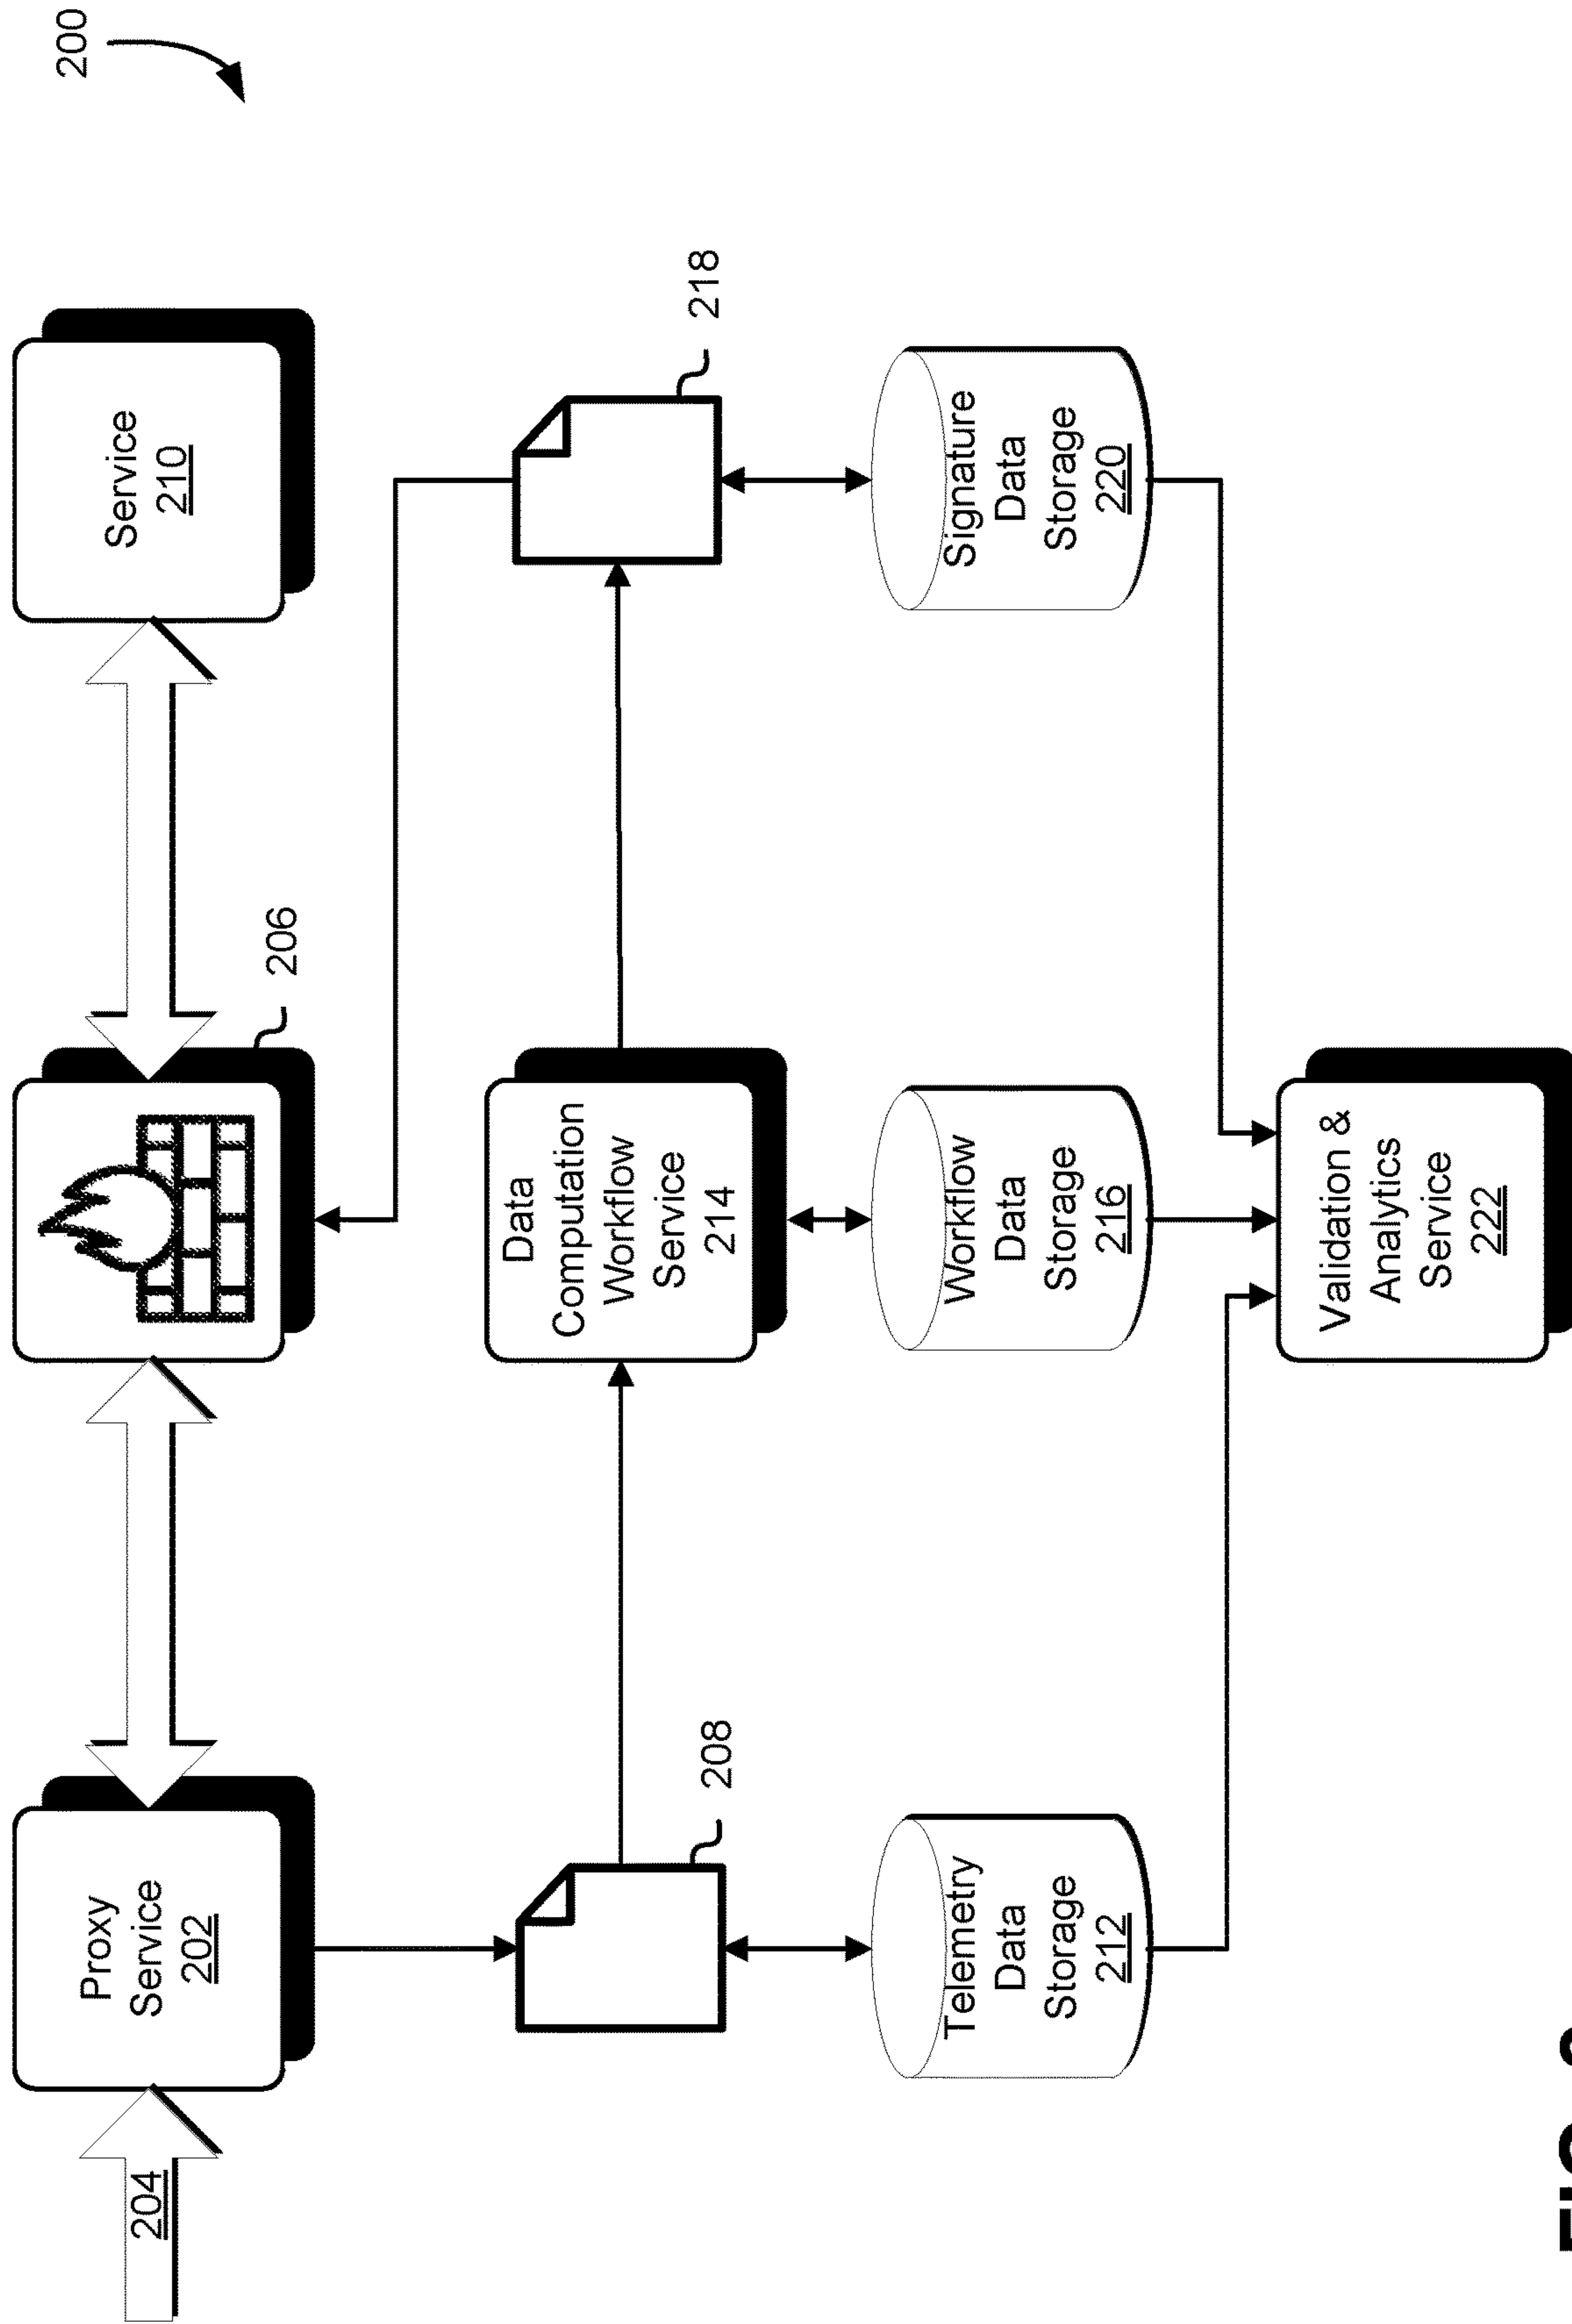 200
204
Proxy
Service
202
206
Service
210
208
Data
Computation
Workflow
Service
214
218
Telemetry
Data
Storage
212
Workflow
Data
Storage
216
Signature
Data
Storage
220
Validation &
Analytics
Service
222